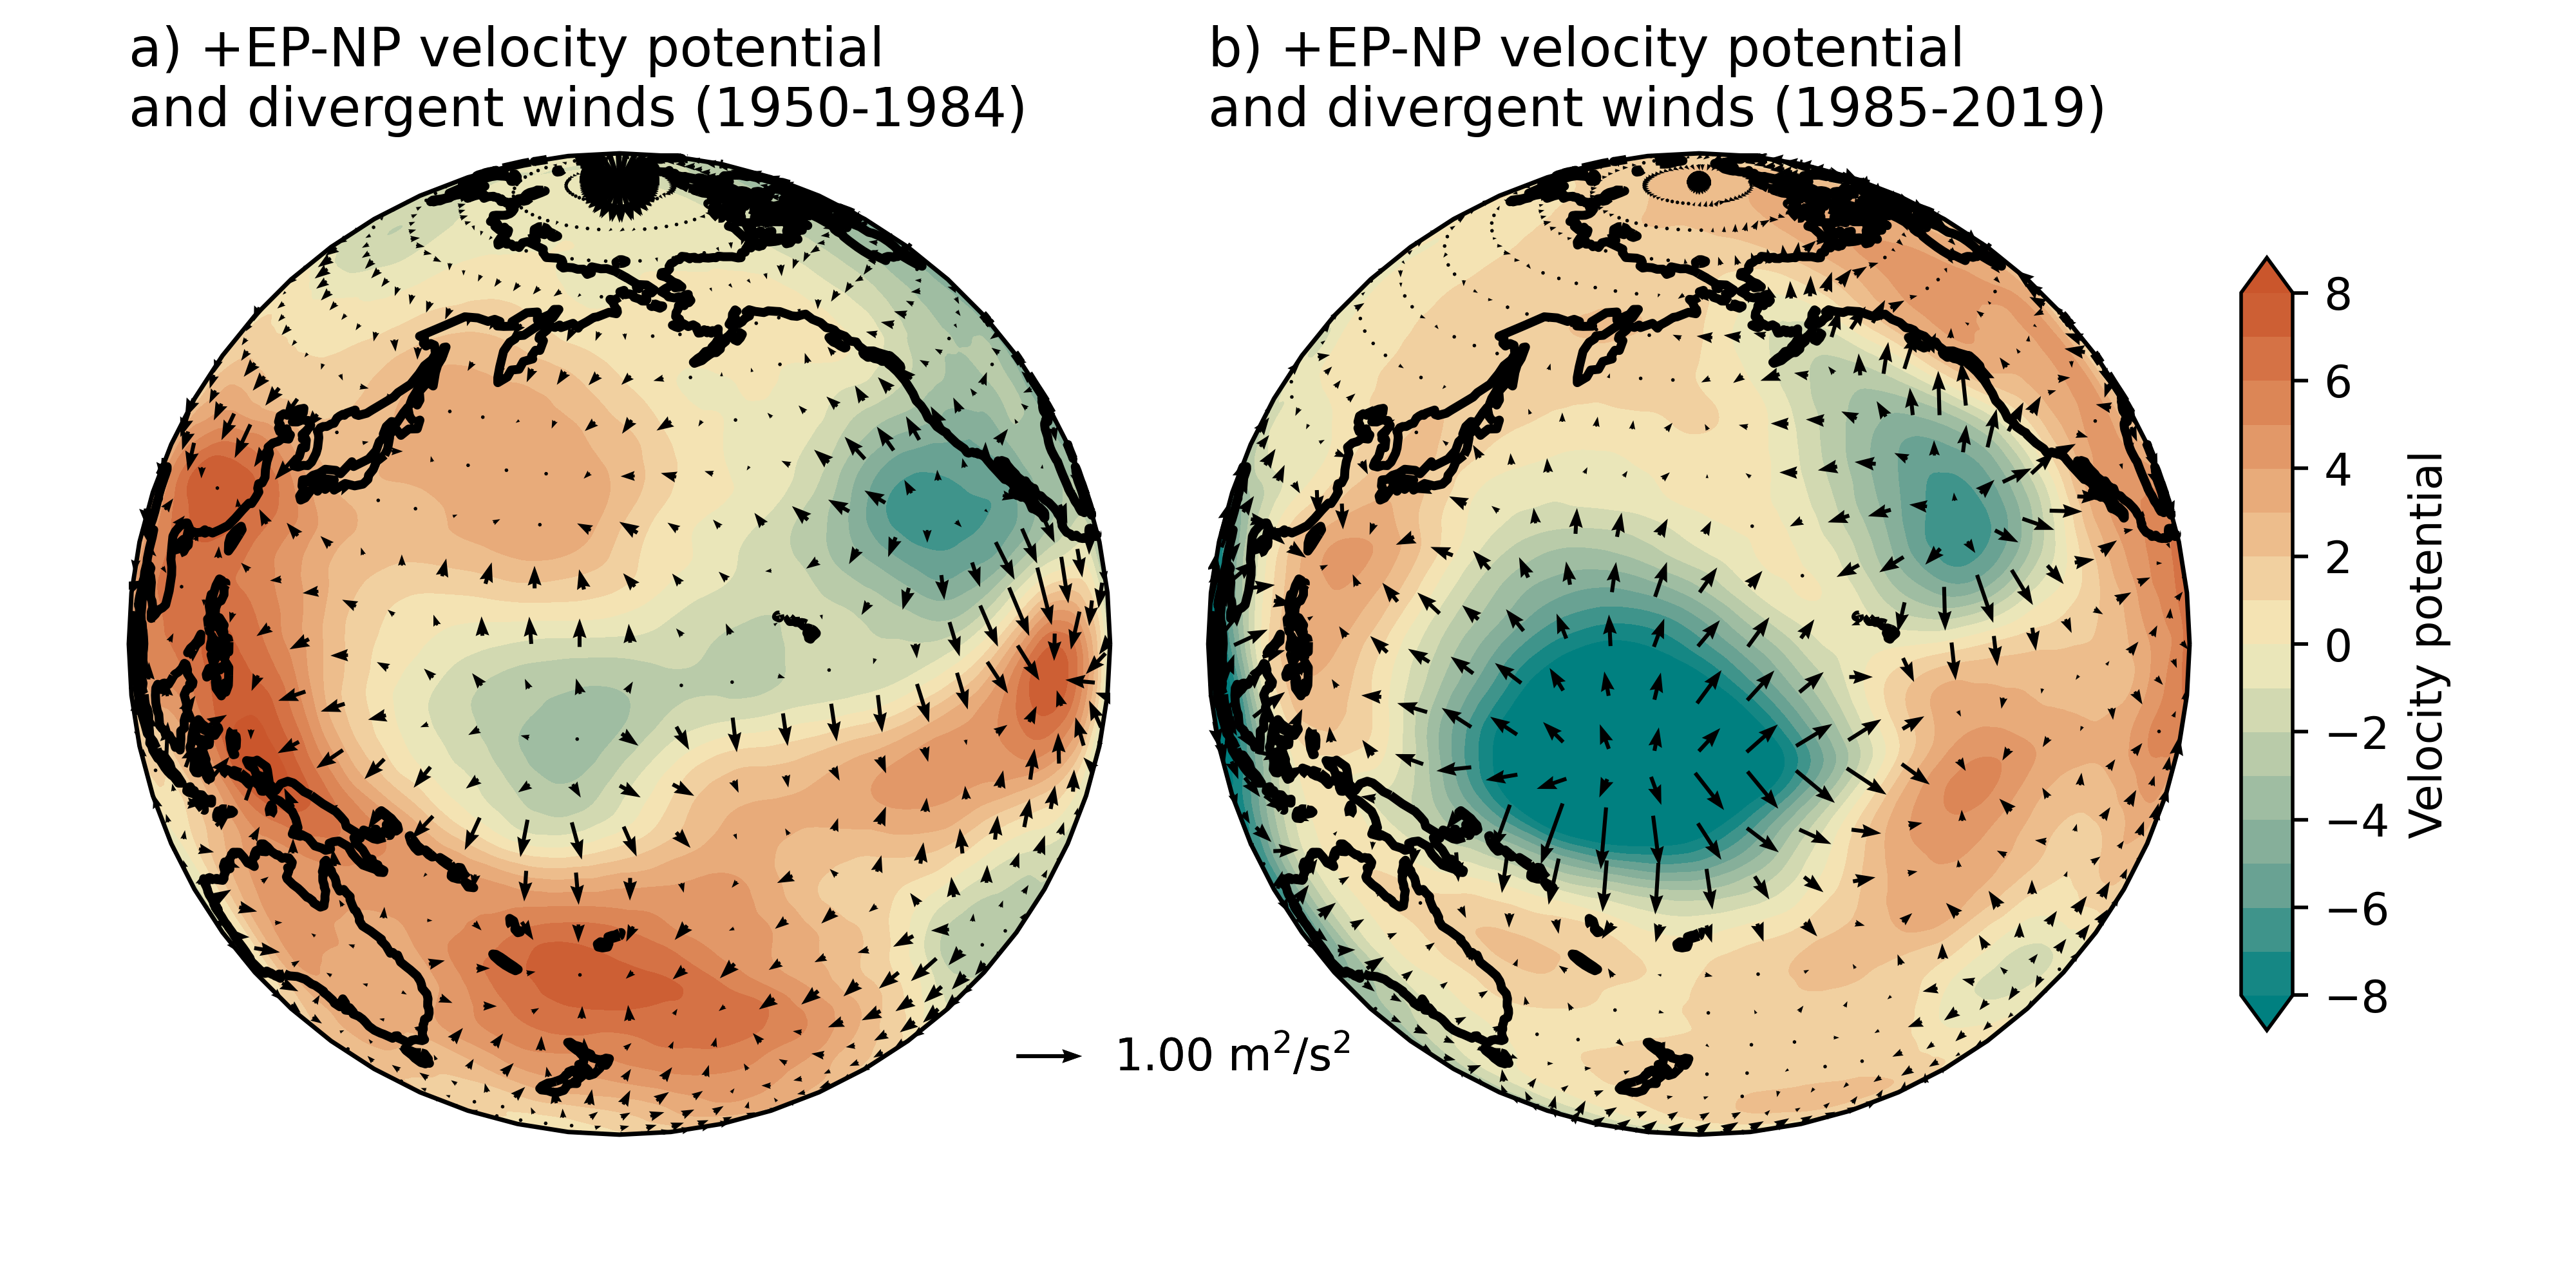 a) +EP-NP velocity potential
and divergent winds (1950-1984)
b) +EP-NP velocity potential
and divergent winds (1985-2019)
8
6
4
2
0
−2
−4
−6
−8
Velocity potential
1.00 m²/s²